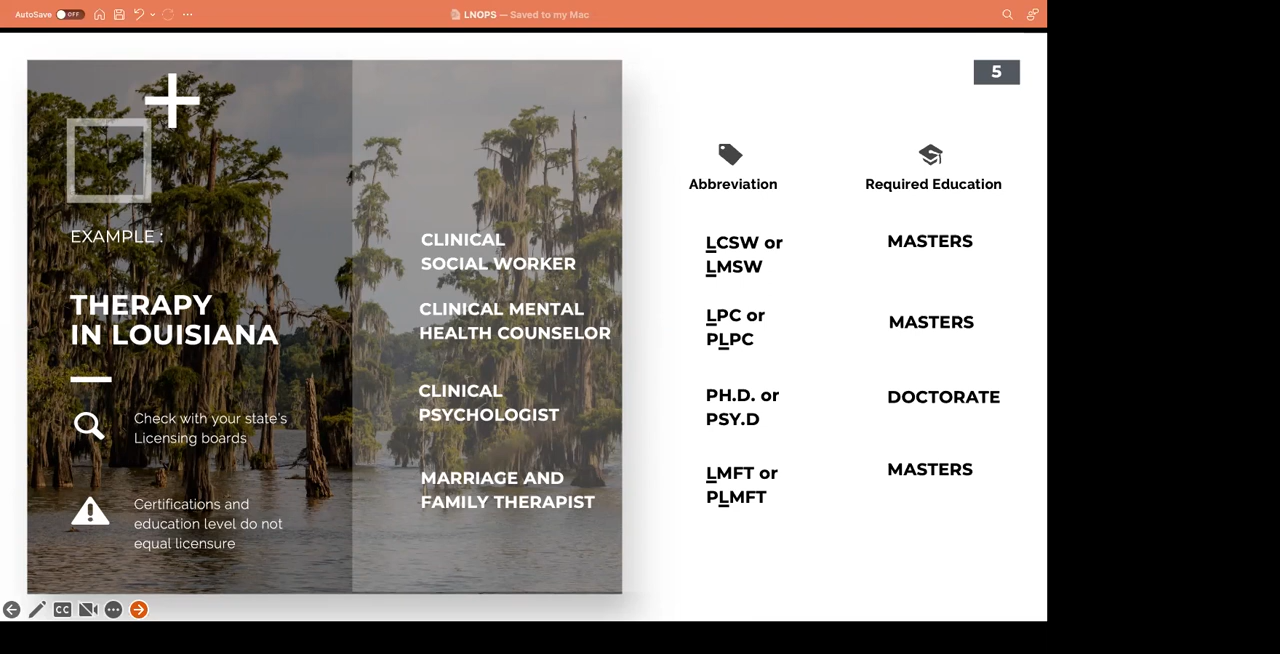 AutoSave OFF
LNOPS — Saved to my Mac
5
EXAMPLE :
THERAPY
IN LOUISIANA
Check with your state's
Licensing boards
Certifications and
education level do not
equal licensure
CLINICAL
SOCIAL WORKER
CLINICAL MENTAL
HEALTH COUNSELOR
CLINICAL
PSYCHOLOGIST
MARRIAGE AND
FAMILY THERAPIST
Abbreviation
LCSW or
LMSW
LPC or
PLPC
PH.D. or
PSY.D
LMFT or
PLMFT
Required Education
MASTERS
MASTERS
DOCTORATE
MASTERS
CC